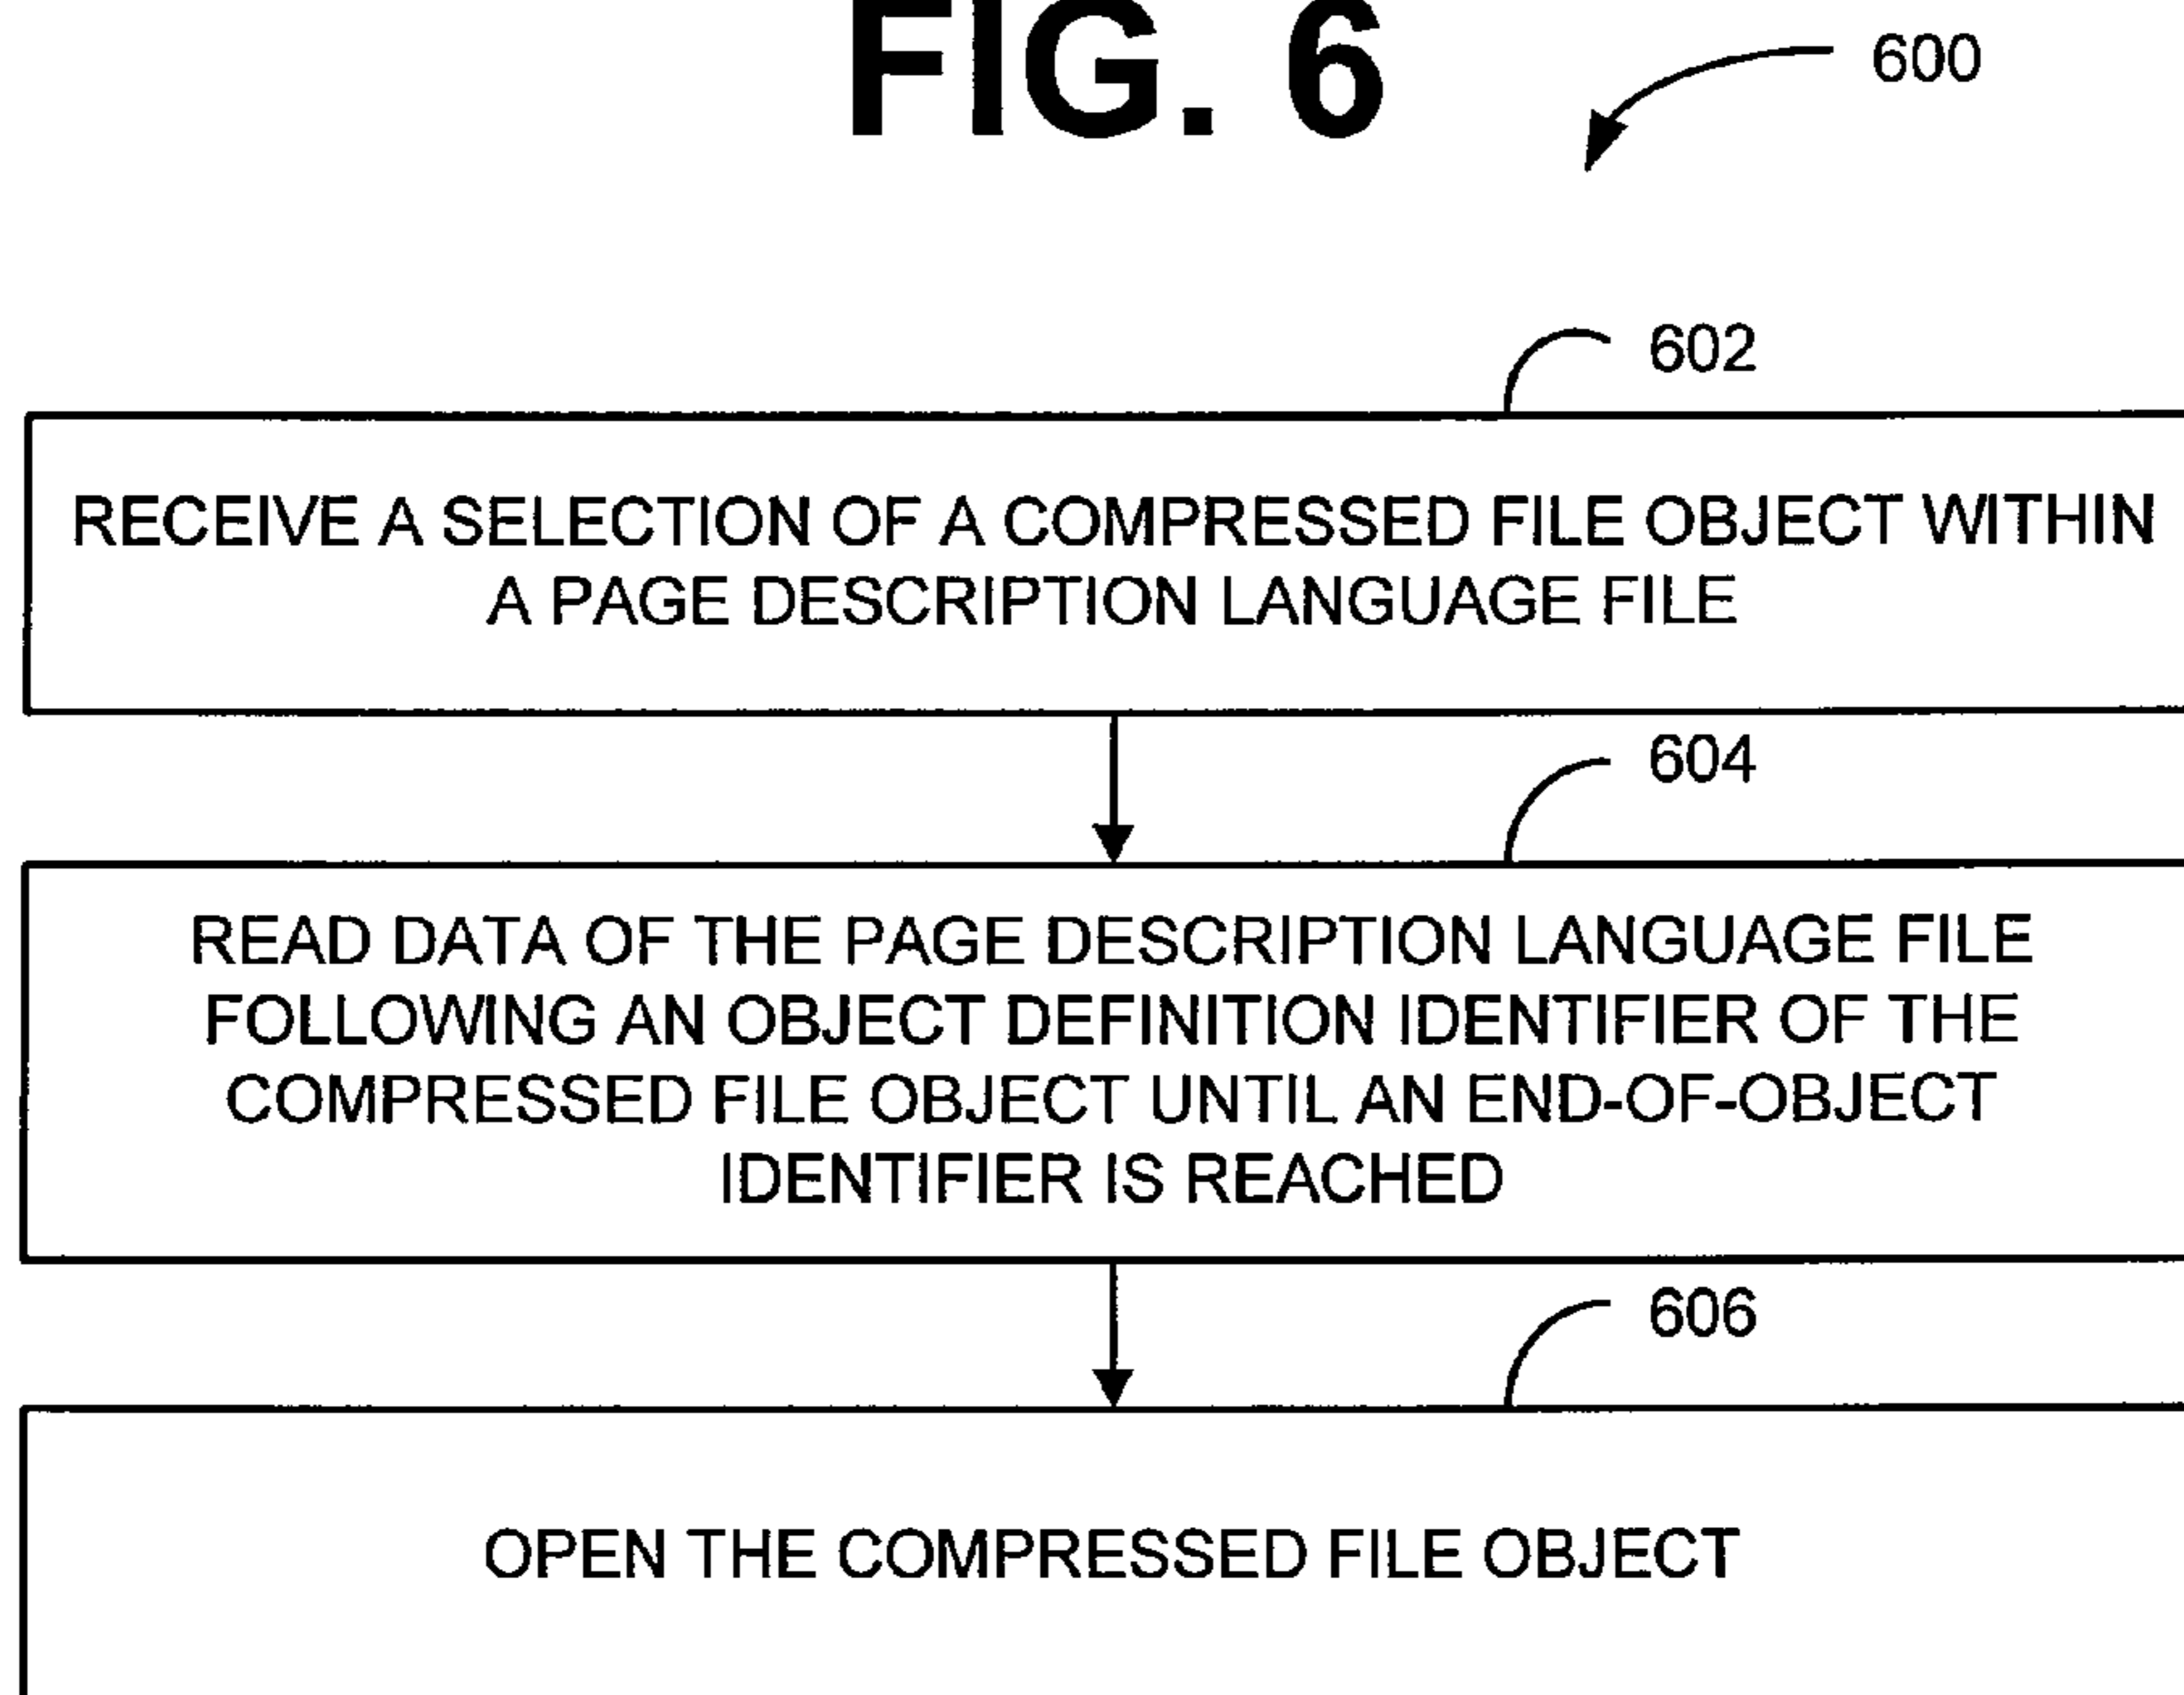 FIG. 6
600
602
RECEIVE A SELECTION OF A COMPRESSED FILE OBJECT WITHIN
A PAGE DESCRIPTION LANGUAGE FILE
604
READ DATA OF THE PAGE DESCRIPTION LANGUAGE FILE
FOLLOWING AN OBJECT DEFINITION IDENTIFIER OF THE
COMPRESSED FILE OBJECT UNTIL AN END-OF-OBJECT
IDENTIFIER IS REACHED
606
OPEN THE COMPRESSED FILE OBJECT